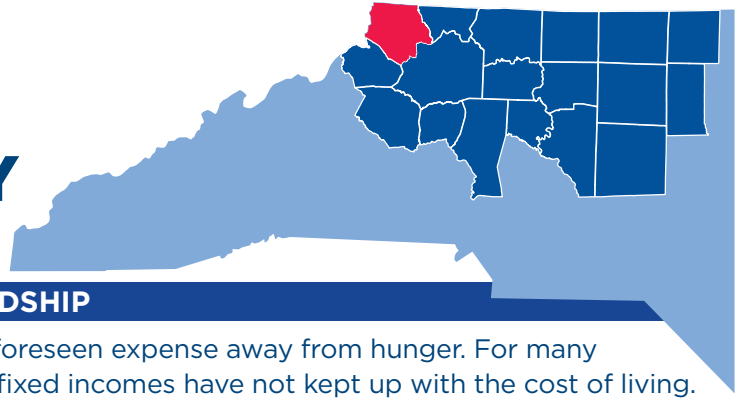 Y
DSHIP
foreseen expense away from hunger. For many
fixed incomes have not kept up with the cost of living.